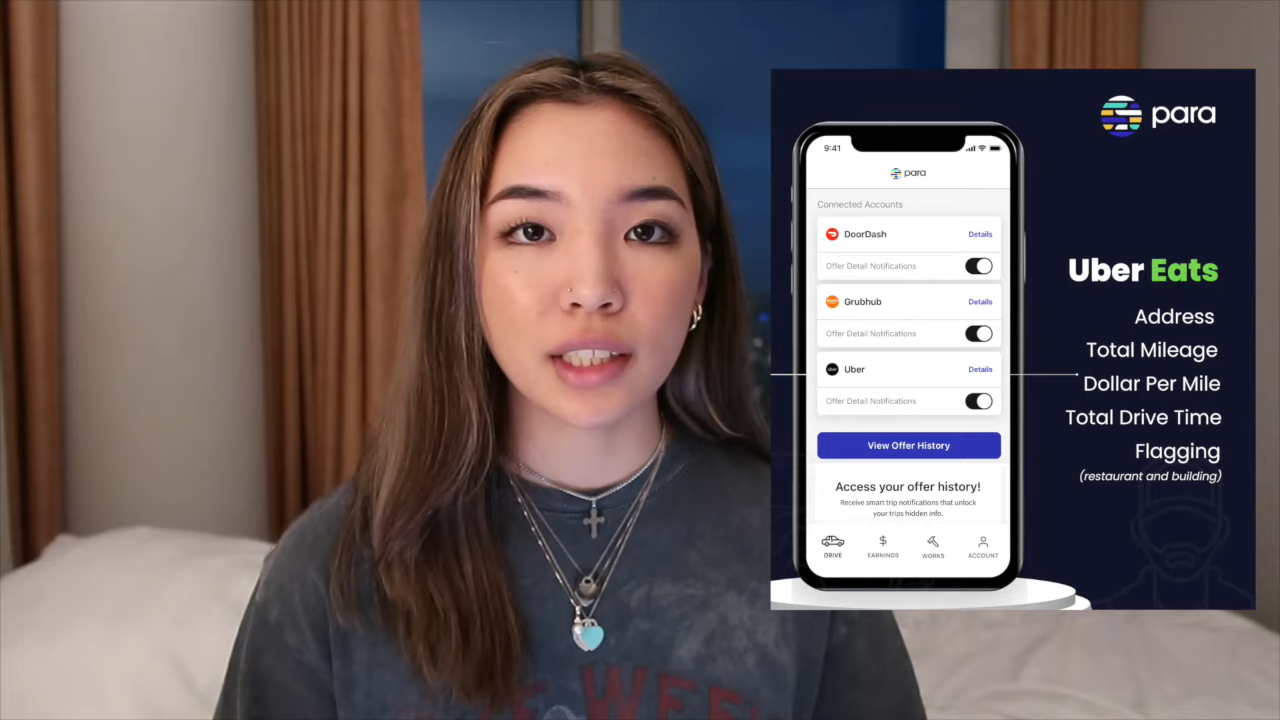 para
9:41
para
Connected Accounts
DoorDash Details
Offer Detail Notifications
Grubhub Details
Offer Detail Notifications
Uber Details
Offer Detail Notifications
View Offer History
Access your offer history!
Receive smart trip notifications that unlock
your trips hidden info.
DRIVE EARNINGS WORKS ACCOUNT
Uber Eats
Address
Total Mileage
Dollar Per Mile
Total Drive Time
Flagging
(restaurant and building)
WEE